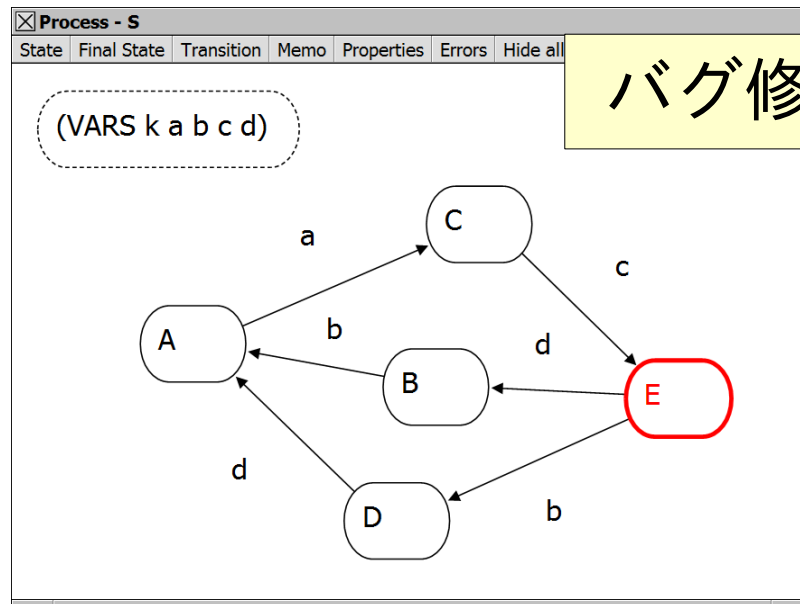 Process - S
State Final State Transition Memo Properties Errors Hide all
バグ修
(VARS k a b c d)
C
a
c
A
b
d
B
E
d
D
b